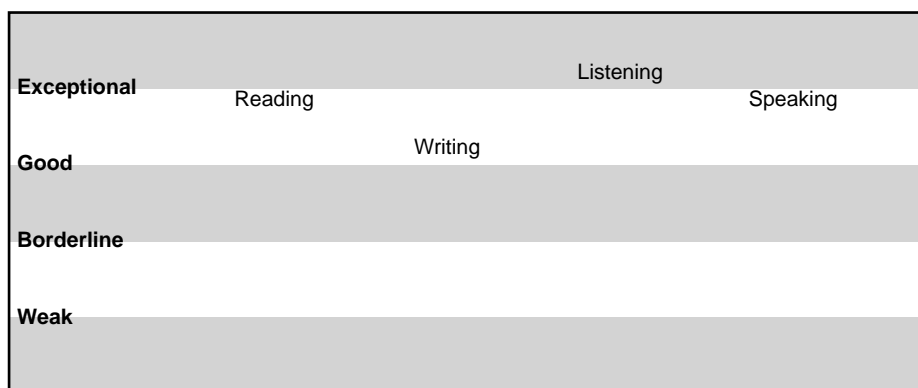 Listening
Exceptional
Reading Speaking
Writing
Good
Borderline
Weak